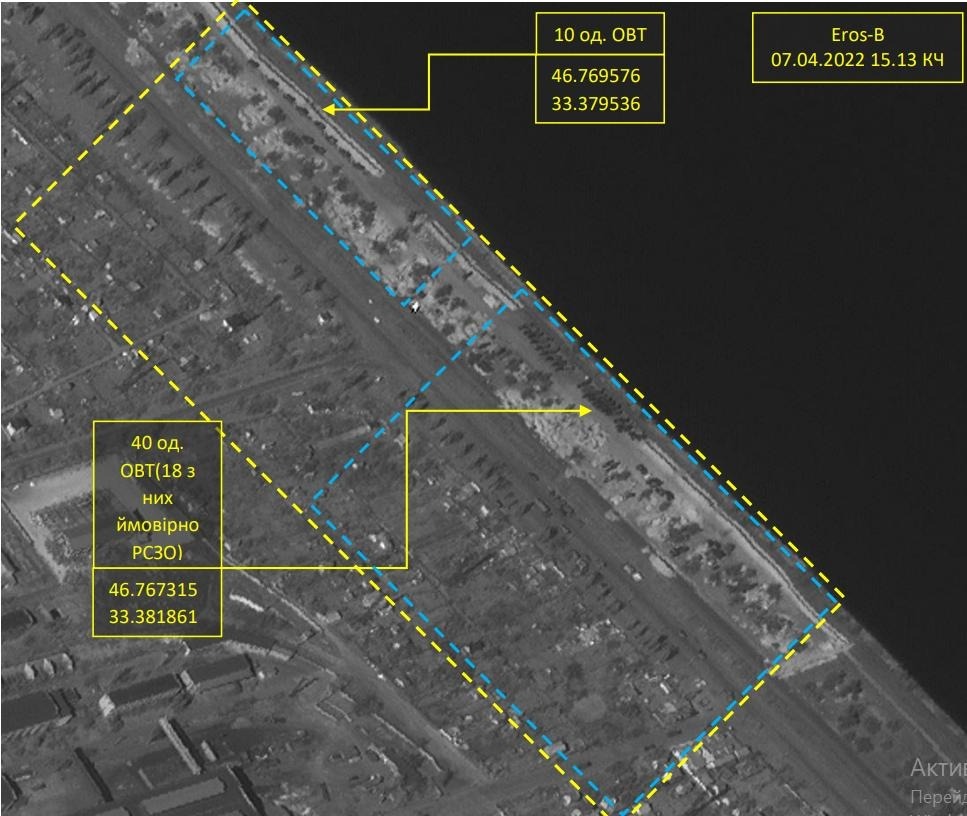 10 од. ОВТ
46.769576
33.379536
Eros-B
07.04.2022 15.13 КЧ
40 од.
ОВТ(18 з
них
ймовірно
РСЗО)
46.767315
33.381861
Актив
Перейд